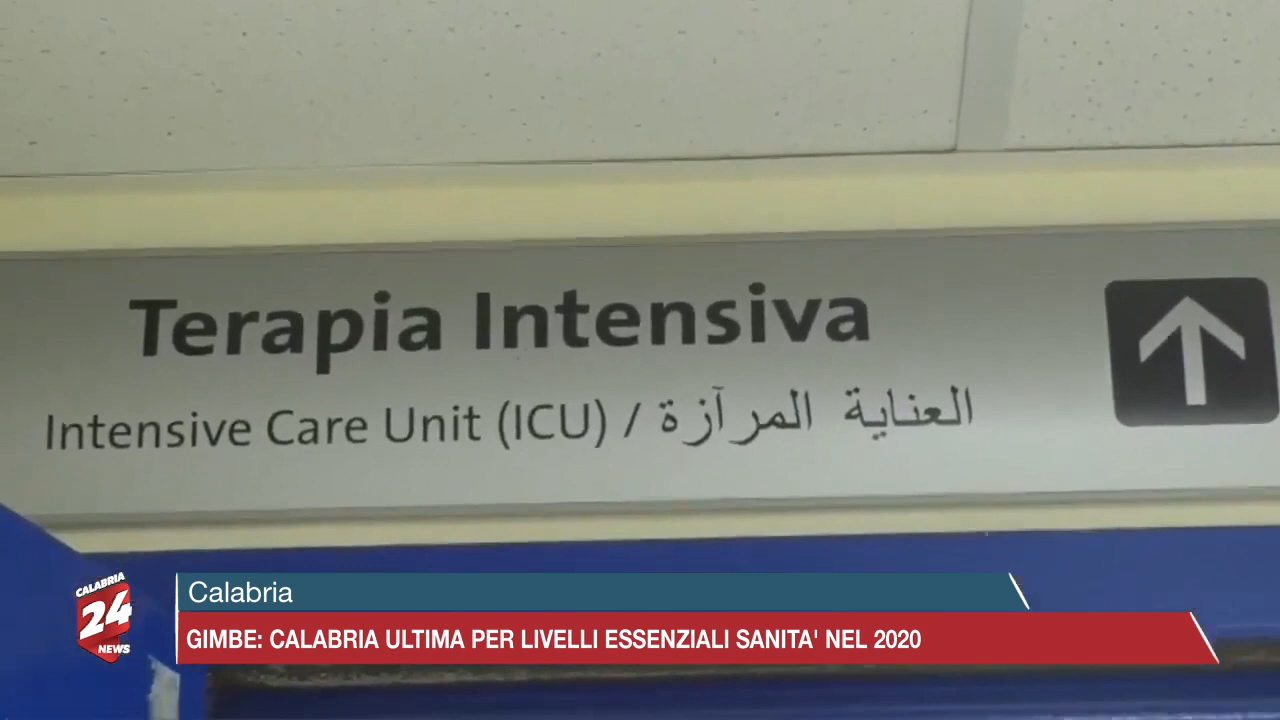 Terapia Intensiva
Intensive Care Unit (ICU) / العناية المرآزة
CALABRIA
24
NEWS
Calabria
GIMBE: CALABRIA ULTIMA PER LIVELLI ESSENZIALI SANITA' NEL 2020